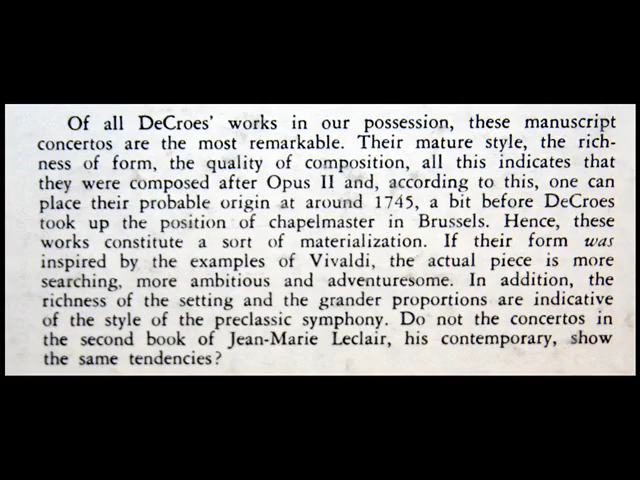 Of all DeCroes' works in our possession, these manuscript
concertos are the most remarkable. Their mature style, the rich-
ness of form, the quality of composition, all this indicates that
they were composed after Opus II and, according to this, one can
place their probable origin at around 1745, a bit before DeCroes
took up the position of chapelmaster in Brussels. Hence, these
works constitute a sort of materialization. If their form was
inspired by the examples of Vivaldi, the actual piece is more
searching, more ambitious and adventuresome. In addition, the
richness of the setting and the grander proportions are indicative
of the style of the preclassic symphony. Do not the concertos in
the second book of Jean-Marie Leclair, his contemporary, show
the same tendencies?